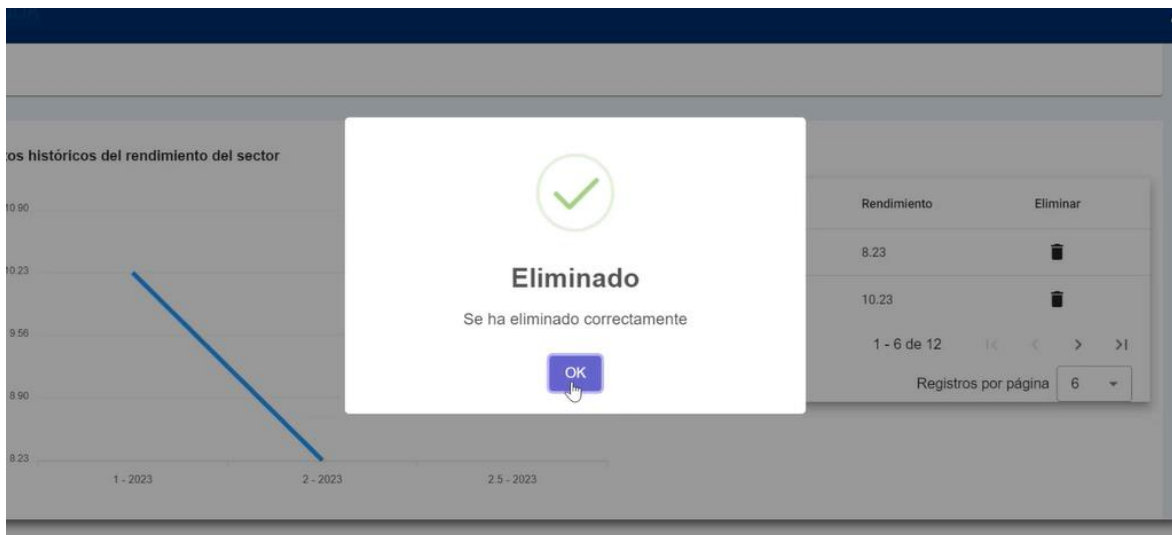 os históricos del rendimiento del sector
10.90
10.23
9.56
8.90
8.23
1 - 2023
2 - 2023
2.5 - 2023
Eliminado
Se ha eliminado correctamente
OK
Rendimiento Eliminar
8.23
10.23
1 - 6 de 12
Registros por página 6